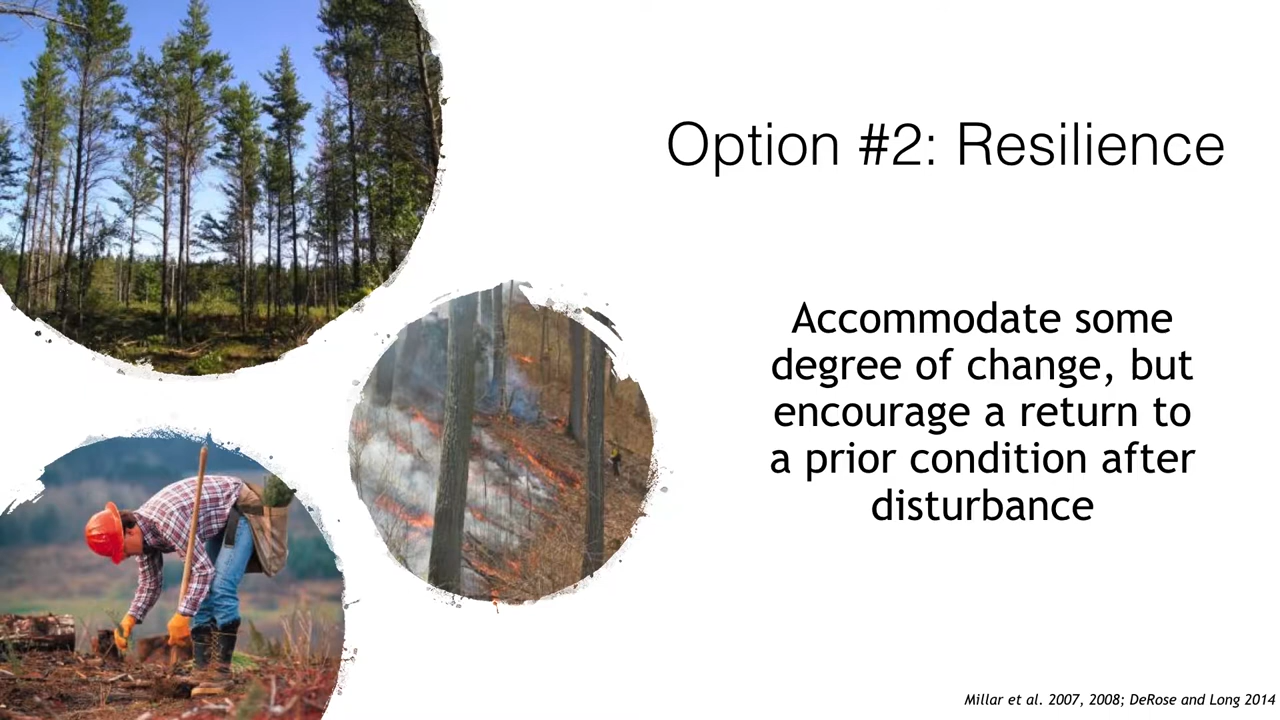 Option #2: Resilience
Accommodate some
degree of change, but
encourage a return to
a prior condition after
disturbance
Millar et al. 2007, 2008; DeRose and Long 2014